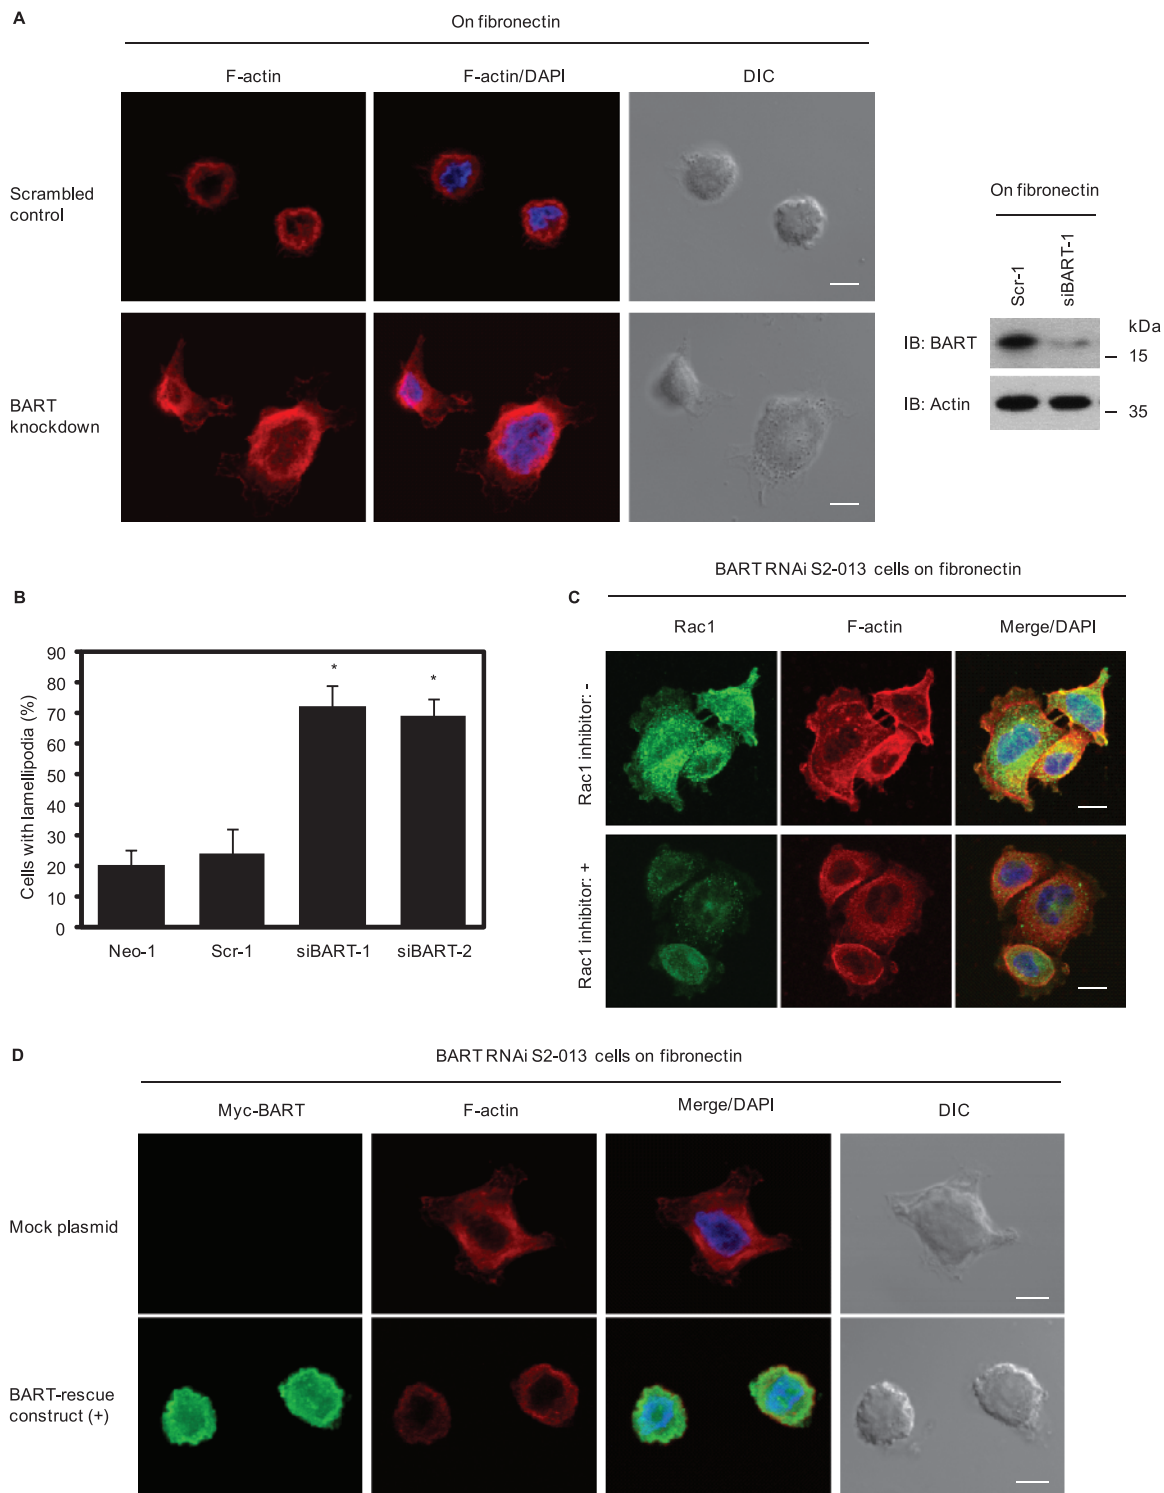 A
On fibronectin
F-actin
F-actin/DAPI
DIC
Scrambled
control
BART
knockdown
On fibronectin
Scr-1
siBART-1
kDa
IB: BART
15
IB: Actin
35
B
Cells with lamellipodia (%)
90
80
70
60
50
40
30
20
10
0
*
*
Neo-1
Scr-1
siBART-1
siBART-2
BART RNAi S2-013 cells on fibronectin
C
Rac1
F-actin
Merge/DAPI
Rac1 inhibitor: -
Rac1 inhibitor: +
D
BART RNAi S2-013 cells on fibronectin
Myc-BART
F-actin
Merge/DAPI
DIC
Mock plasmid
BART-rescue
construct (+)